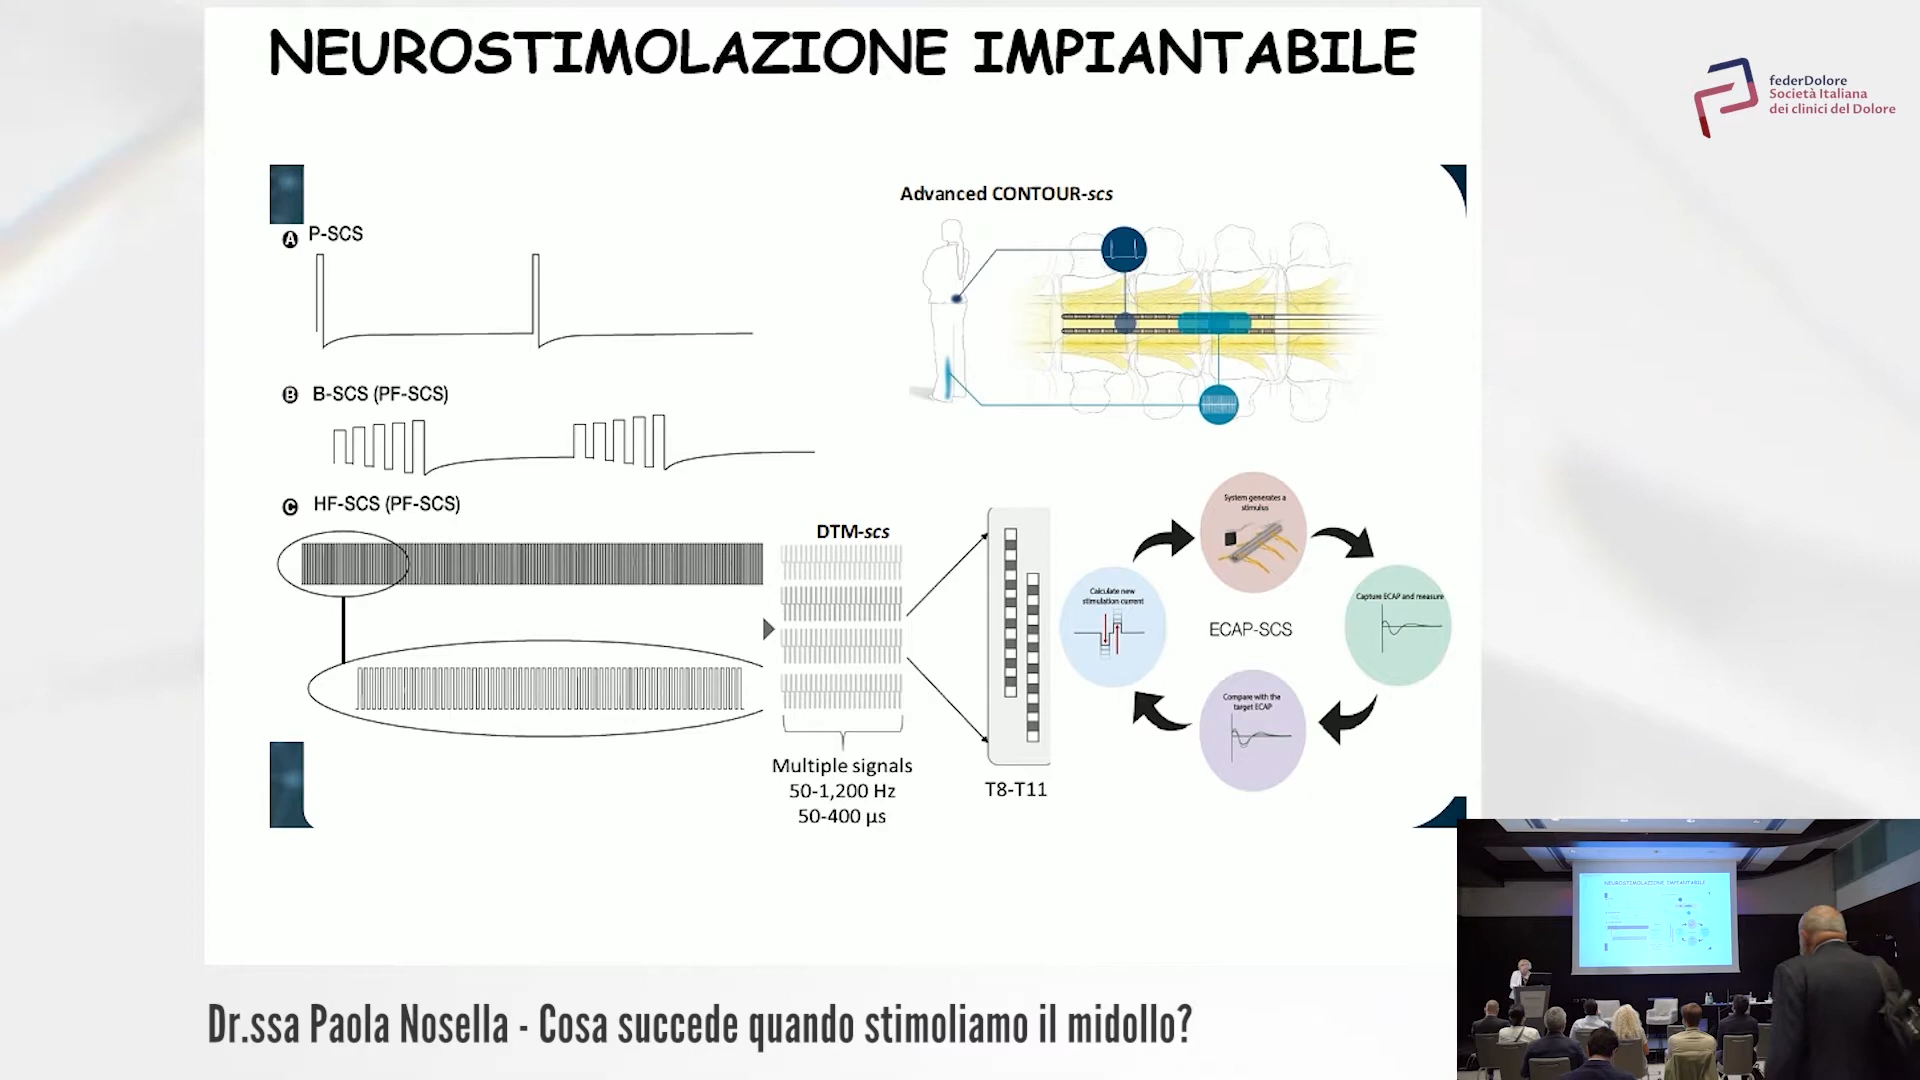 NEUROSTIMOLAZIONE IMPIANTABILE
federDolore
Società Italiana
dei clinici del Dolore
A P-SCS
B B-SCS (PF-SCS)
C HF-SCS (PF-SCS)
DTM-scs
Multiple signals
50-1,200 Hz
50-400 µs
T8-T11
Advanced CONTOUR-scs
System generates a
stimulus
Capture ECAP and measure
Compare with the
target ECAP
Calculate new
stimulation current
ECAP-SCS
NEUROSTIMOLAZIONE IMPIANTABILE
Dr.ssa Paola Nosella - Cosa succede quando stimoliamo il midollo?